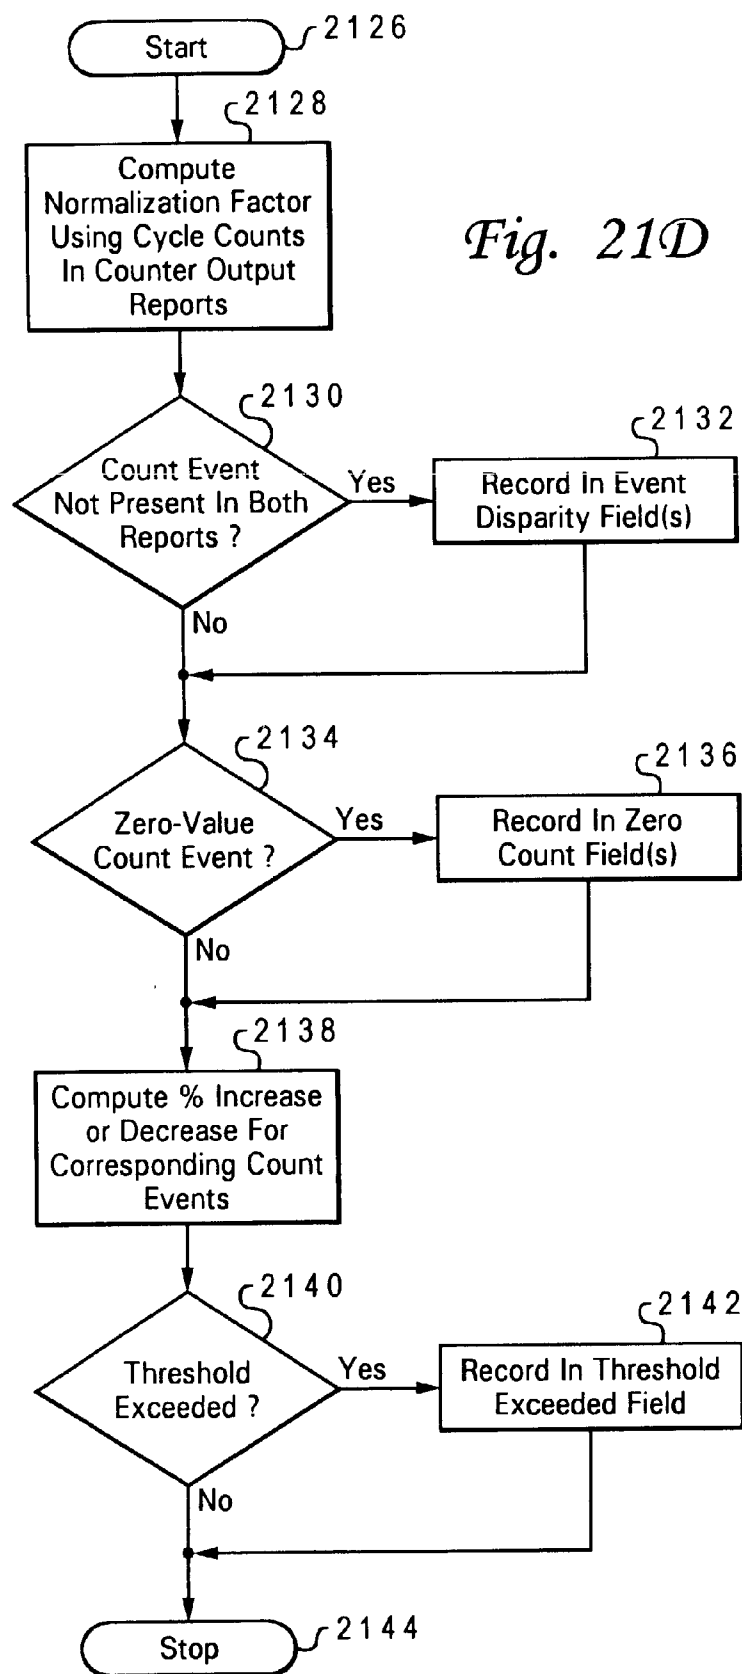 Start
2126
2128
Compute
Normalization Factor
Using Cycle Counts
In Counter Output
Reports
Fig. 21D
2130
Count Event
Not Present In Both
Reports ?
Yes
2132
Record In Event
Disparity Field(s)
No
2134
Zero-Value
Count Event ?
Yes
2136
Record In Zero
Count Field(s)
No
2138
Compute % Increase
or Decrease For
Corresponding Count
Events
2140
Threshold
Exceeded ?
Yes
2142
Record In Threshold
Exceeded Field
No
Stop
2144